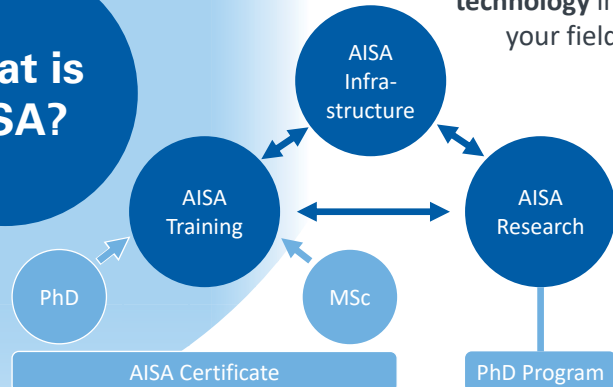 at is
SA?
technology
your field
AISA
Infra-
structure
AISA
Training
AISA
Research
PhD
MSc
AISA Certificate
PhD Program